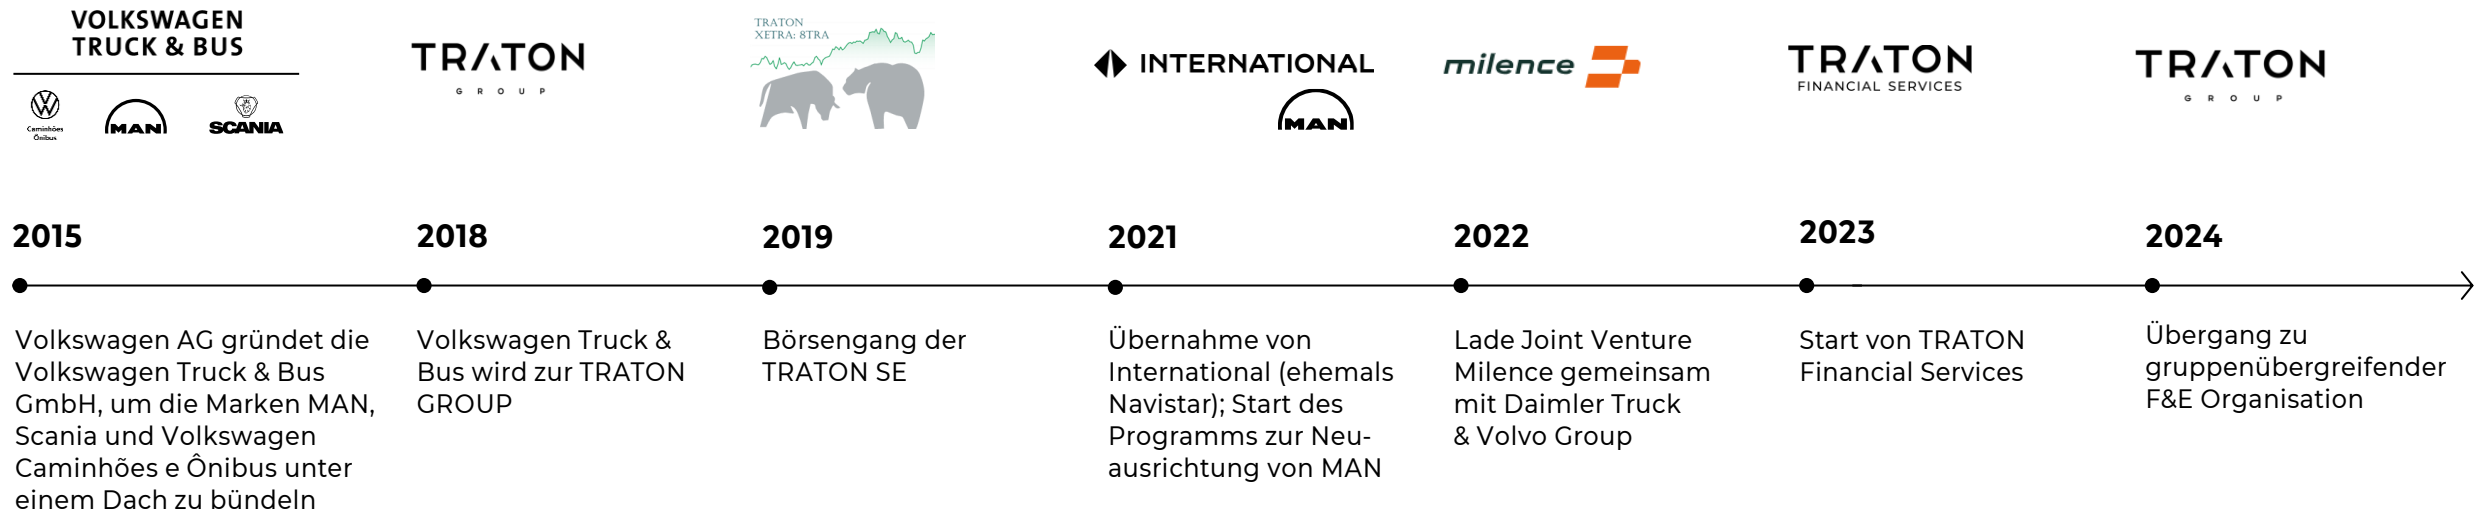 VOLKSWAGEN
TRUCK & BUS
Caminhões
Ônibus
MAN
SCANIA
TRATON
GROUP
TRATON
XETRA: 8TRA
INTERNATIONAL
MAN
milence
TRATON
FINANCIAL SERVICES
TRATON
GROUP
2015
2018
2019
2021
2022
2023
2024
Volkswagen AG gründet die
Volkswagen Truck & Bus
GmbH, um die Marken MAN,
Scania und Volkswagen
Caminhões e Ônibus unter
einem Dach zu bündeln
Volkswagen Truck &
Bus wird zur TRATON
GROUP
Börsengang der
TRATON SE
Übernahme von
International (ehemals
Navistar); Start des
Programms zur Neu-
ausrichtung von MAN
Lade Joint Venture
Milence gemeinsam
mit Daimler Truck
& Volvo Group
Start von TRATON
Financial Services
Übergang zu
gruppenübergreifender
F&E Organisation